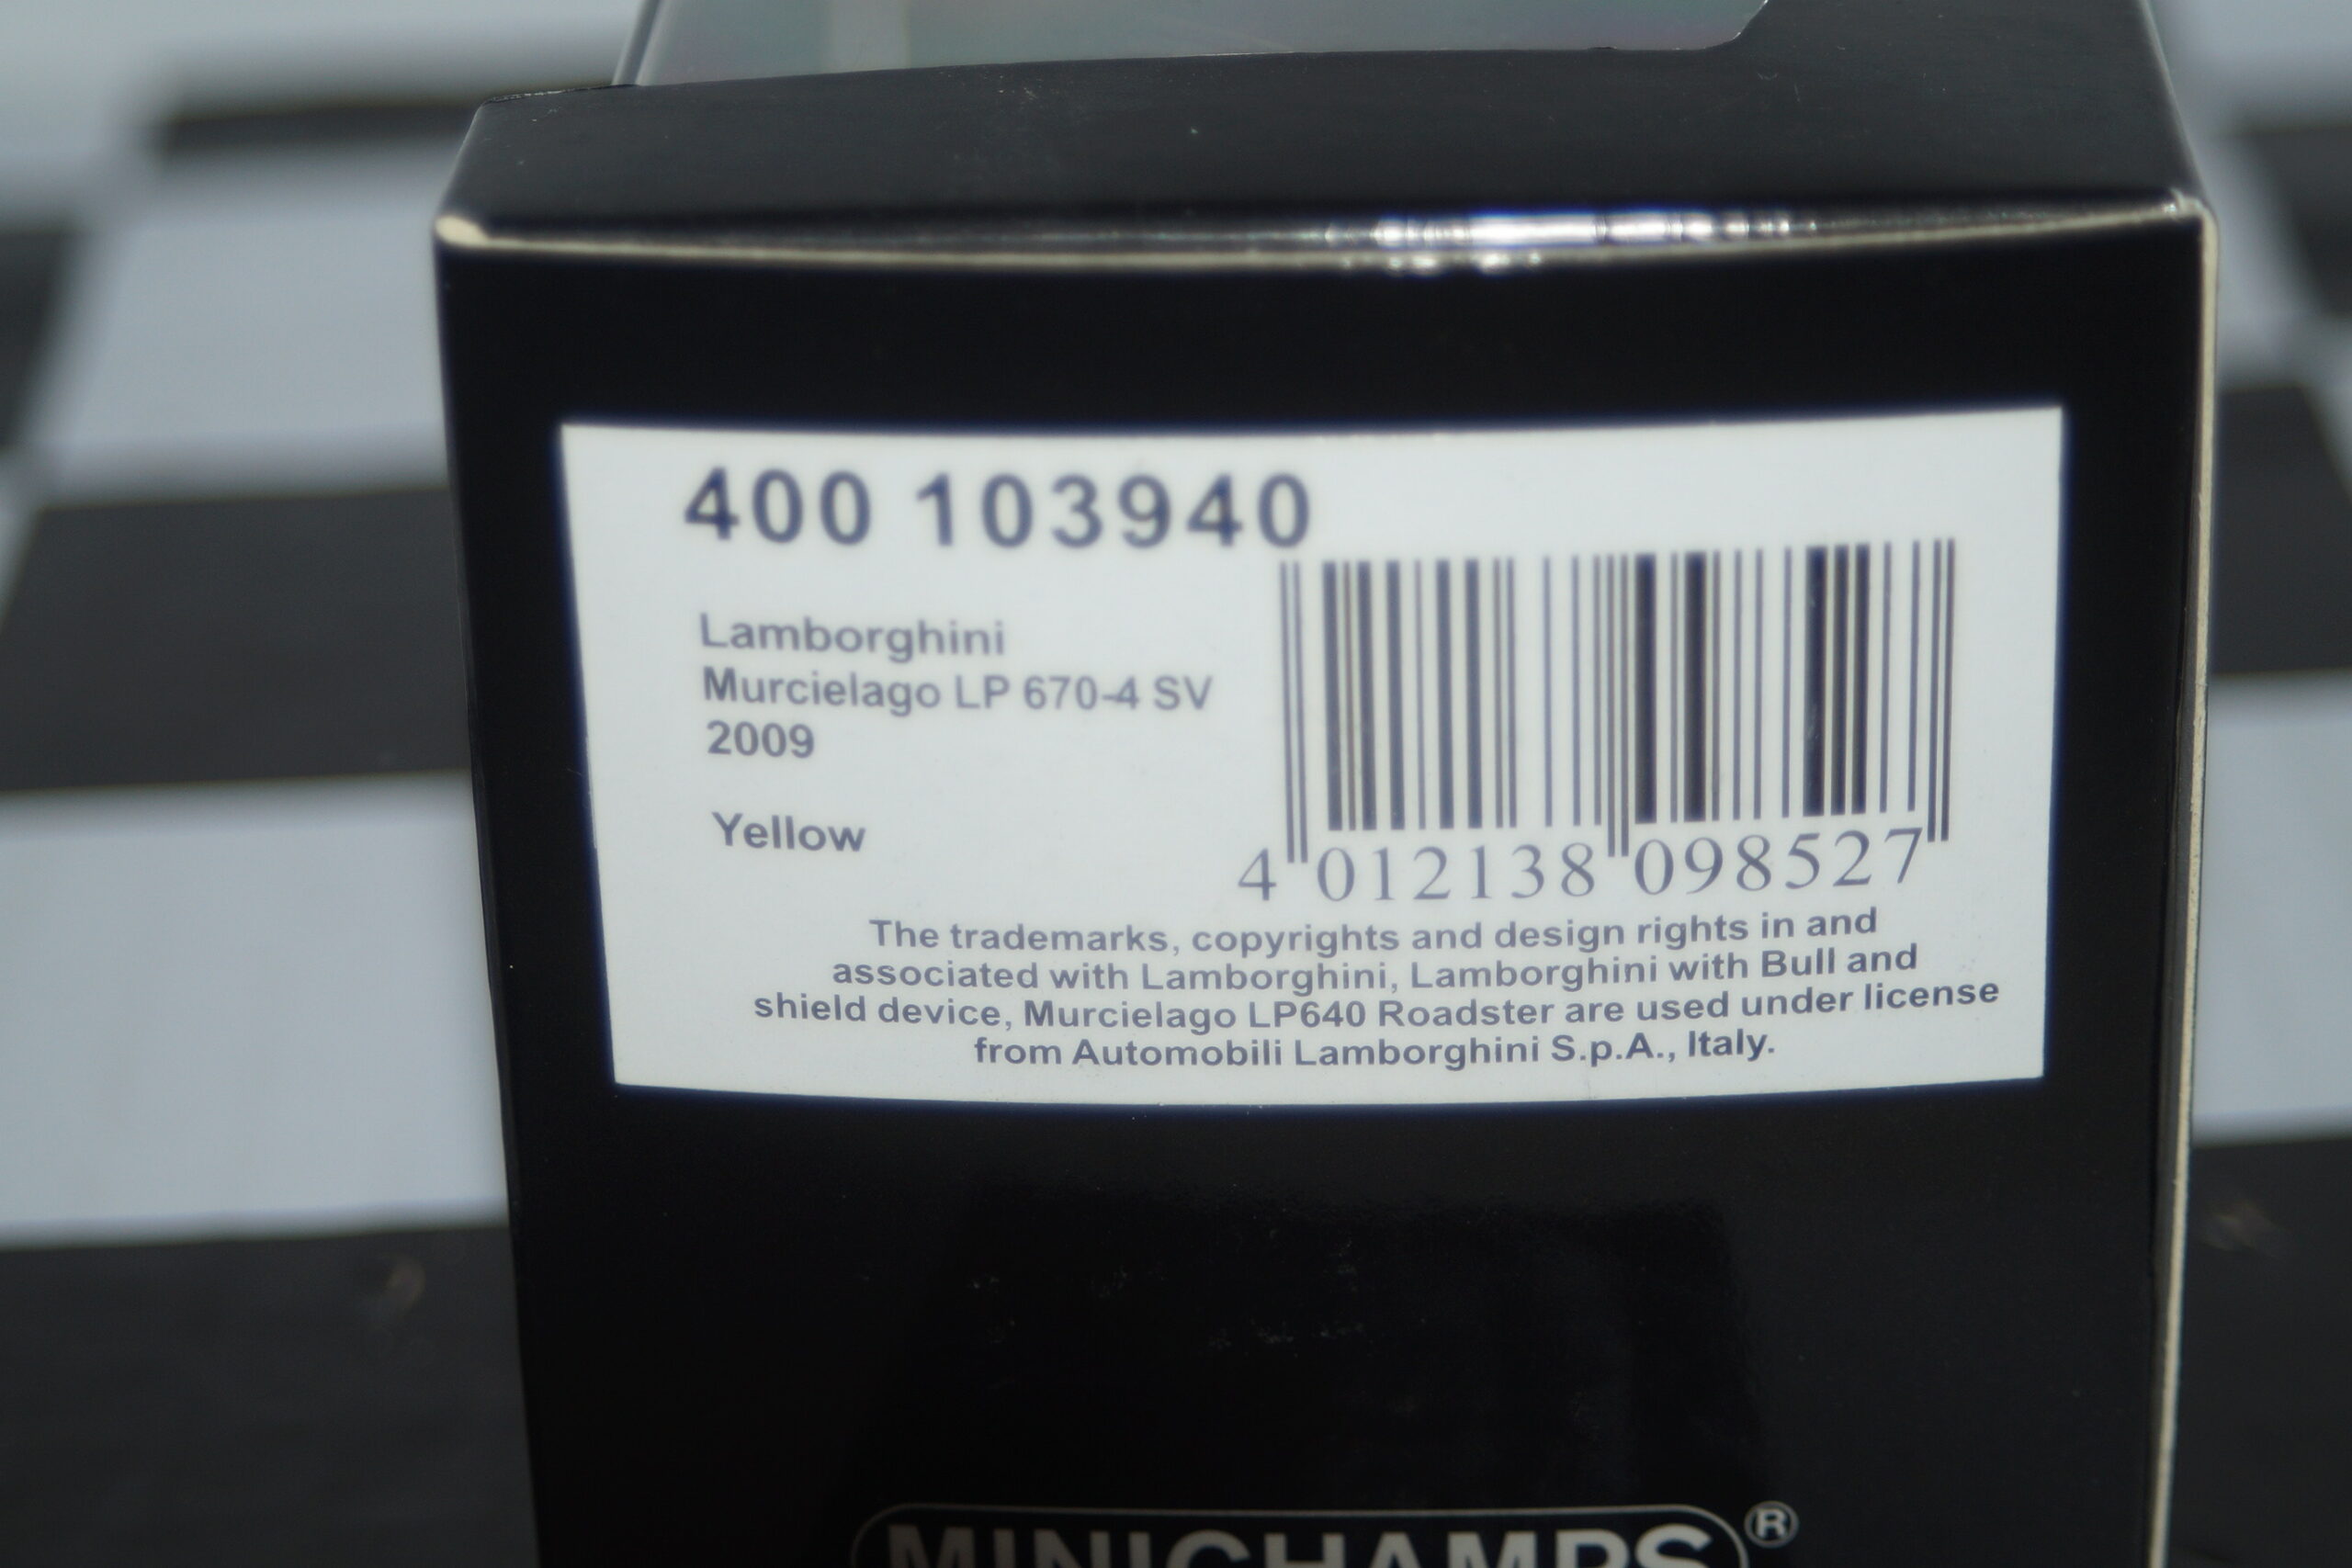 400 103940
Lamborghini
Murcielago LP 670-4 SV
2009
Yellow
4 012138 098527
The trademarks, copyrights and design rights in and
associated with Lamborghini, Lamborghini with Bull and
shield device, Murcielago LP640 Roadster are used under license
from Automobili Lamborghini S.p.A., Italy.
MINICHAMPS®